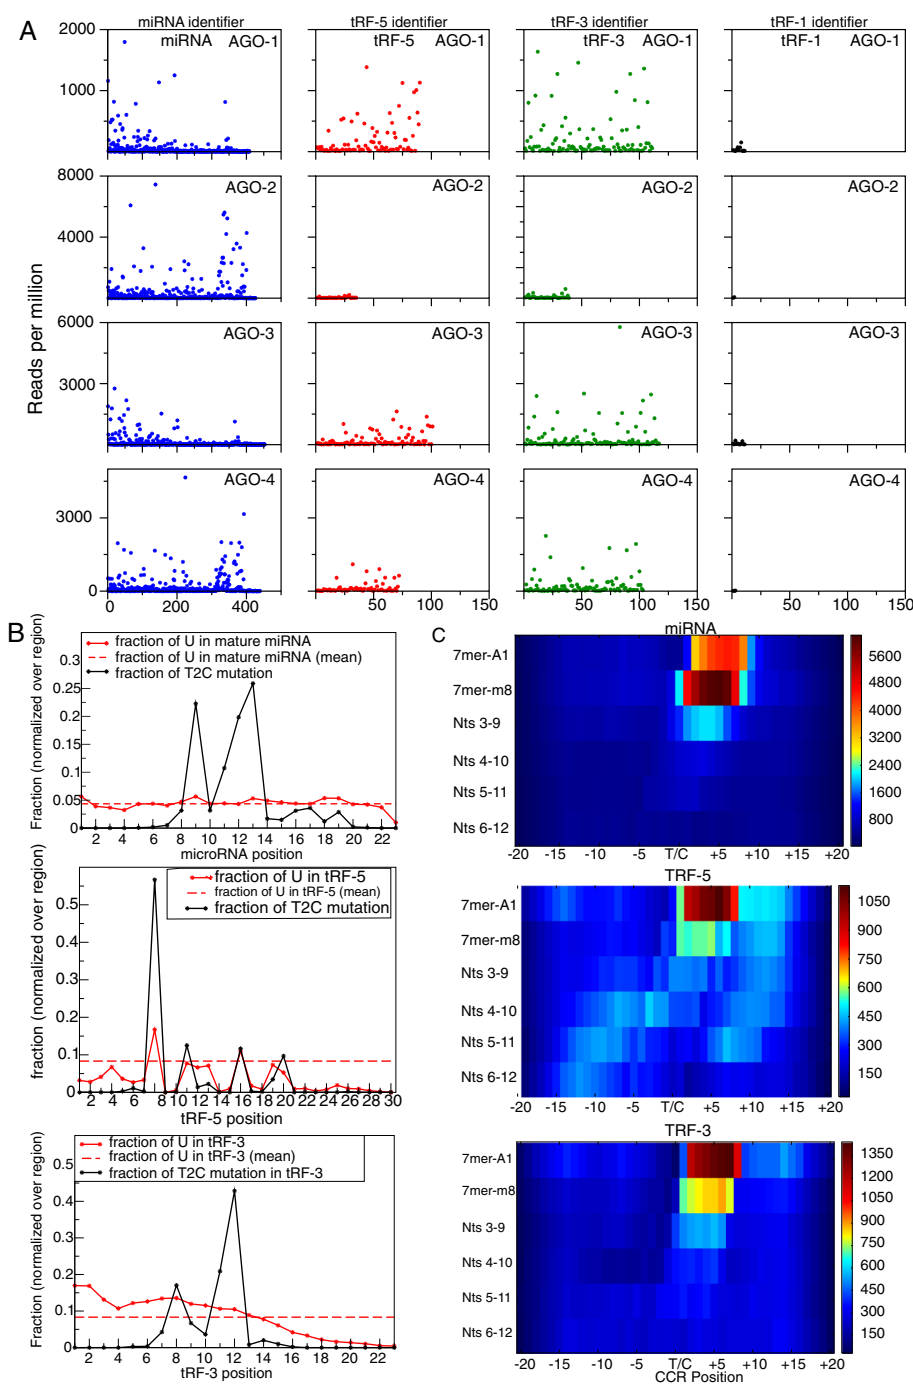 A
miRNA identifier
tRF-5 identifier
tRF-3 identifier
tRF-1 identifier
Reads per million
2000
1000
0
miRNA AGO-1
tRF-5 AGO-1
tRF-3 AGO-1
tRF-1 AGO-1
8000
4000
0
AGO-2
AGO-2
AGO-2
AGO-2
6000
3000
0
AGO-3
AGO-3
AGO-3
AGO-3
3000
0
AGO-4
AGO-4
AGO-4
AGO-4
0 200 400
50 100 150
50 100 150
50 100 150
B
Fraction (normalized over region)
0.3
0.25
0.2
0.15
0.1
0.05
0
fraction of U in mature miRNA
fraction of U in mature miRNA (mean)
fraction of T2C mutation
2 4 6 8 10 12 14 16 18 20 22
microRNA position
fraction (normalized over region)
0.5
0.4
0.3
0.2
0.1
0
fraction of U in tRF-5
fraction of U in tRF-5 (mean)
fraction of T2C mutation
2 4 6 8 10 12 14 16 18 20 22 24 26 28 30
tRF-5 position
Fraction (normalized over region)
0.5
0.4
0.3
0.2
0.1
0
fraction of U in tRF-3
fraction of U in tRF-3 (mean)
fraction of T2C mutation in tRF-3
2 4 6 8 10 12 14 16 18 20 22
tRF-3 position
C
miRNA
7mer-A1
7mer-m8
Nts 3-9
Nts 4-10
Nts 5-11
Nts 6-12
-20 -15 -10 -5 T/C +5 +10 +15 +20
5600
4800
4000
3200
2400
1600
800
TRF-5
7mer-A1
7mer-m8
Nts 3-9
Nts 4-10
Nts 5-11
Nts 6-12
-20 -15 -10 -5 T/C +5 +10 +15 +20
1050
900
750
600
450
300
150
TRF-3
7mer-A1
7mer-m8
Nts 3-9
Nts 4-10
Nts 5-11
Nts 6-12
-20 -15 -10 -5 T/C +5 +10 +15 +20
CCR Position
1350
1050
900
750
600
450
300
150